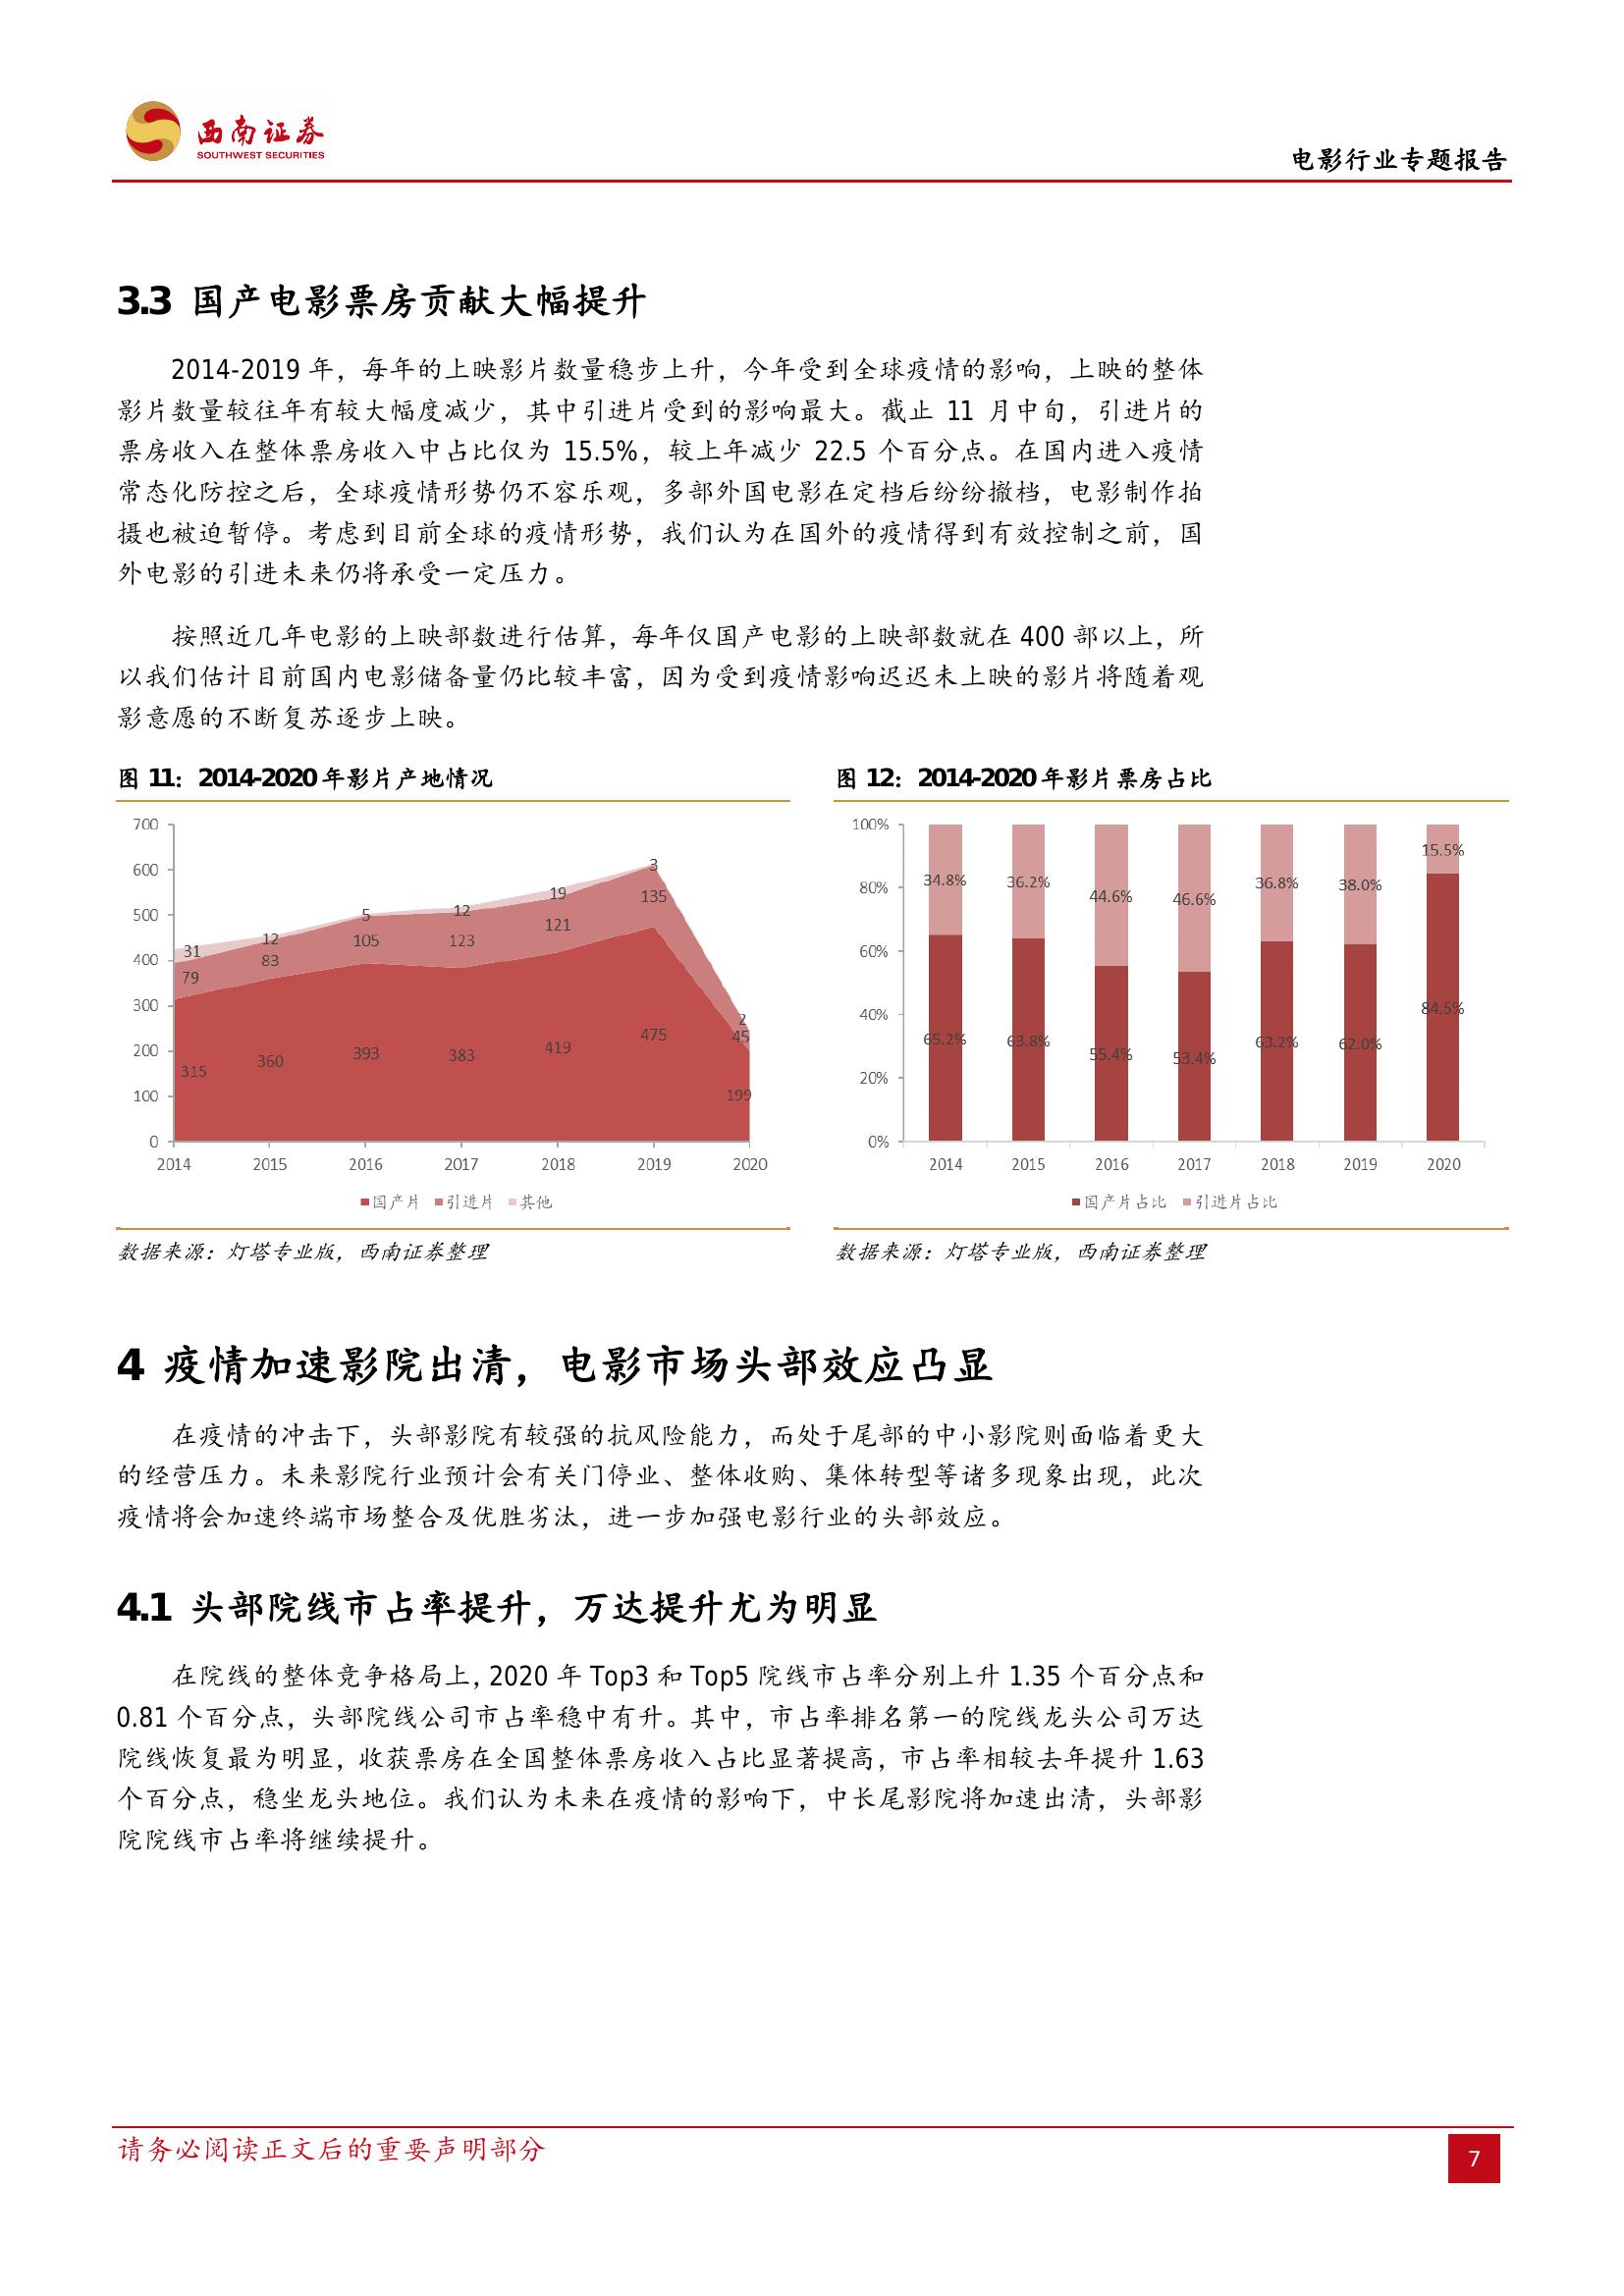 西南证券
SOUTHWEST SECURITIES
电影行业专题报告
3.3 国产电影票房贡献大幅提升
2014-2019 年，每年的上映影片数量稳步上升，今年受到全球疫情的影响，上映的整体
影片数量较往年有较大幅度减少，其中引进片受到的影响最大。截止 11 月中旬，引进片的
票房收入在整体票房收入中占比仅为 15.5%，较上年减少 22.5 个百分点。在国内进入疫情
常态化防控之后，全球疫情形势仍不容乐观，多部外国电影在定档后纷纷撤档，电影制作拍
摄也被迫暂停。考虑到目前全球的疫情形势，我们认为在国外的疫情得到有效控制之前，国
外电影的引进未来仍将承受一定压力。
按照近几年电影的上映部数进行估算，每年仅国产电影的上映部数就在 400 部以上，所
以我们估计目前国内电影储备量仍比较丰富，因为受到疫情影响迟迟未上映的影片将随着观
影意愿的不断复苏逐步上映。
图 11：2014-2020 年影片产地情况
700
600
500
400
300
200
100
0
31 12 5 12 19 3 2
79 83 105 123 121 135 45
315 360 393 383 419 475 199
2014 2015 2016 2017 2018 2019 2020
国产片 引进片 其他
数据来源：灯塔专业版，西南证券整理
图 12：2014-2020 年影片票房占比
100%
80%
60%
40%
20%
0%
34.8% 36.2% 44.6% 46.6% 36.8% 38.0% 15.5%
65.2% 63.8% 55.4% 53.4% 63.2% 62.0% 84.5%
2014 2015 2016 2017 2018 2019 2020
国产片占比 引进片占比
数据来源：灯塔专业版，西南证券整理
4 疫情加速影院出清，电影市场头部效应凸显
在疫情的冲击下，头部影院有较强的抗风险能力，而处于尾部的中小影院则面临着更大
的经营压力。未来影院行业预计会有关门停业、整体收购、集体转型等诸多现象出现，此次
疫情将会加速终端市场整合及优胜劣汰，进一步加强电影行业的头部效应。
4.1 头部院线市占率提升，万达提升尤为明显
在院线的整体竞争格局上，2020 年 Top3 和 Top5 院线市占率分别上升 1.35 个百分点和
0.81 个百分点，头部院线公司市占率稳中有升。其中，市占率排名第一的院线龙头公司万达
院线恢复最为明显，收获票房在全国整体票房收入占比显著提高，市占率相较去年提升 1.63
个百分点，稳坐龙头地位。我们认为未来在疫情的影响下，中长尾影院将加速出清，头部影
院院线市占率将继续提升。
请务必阅读正文后的重要声明部分
7